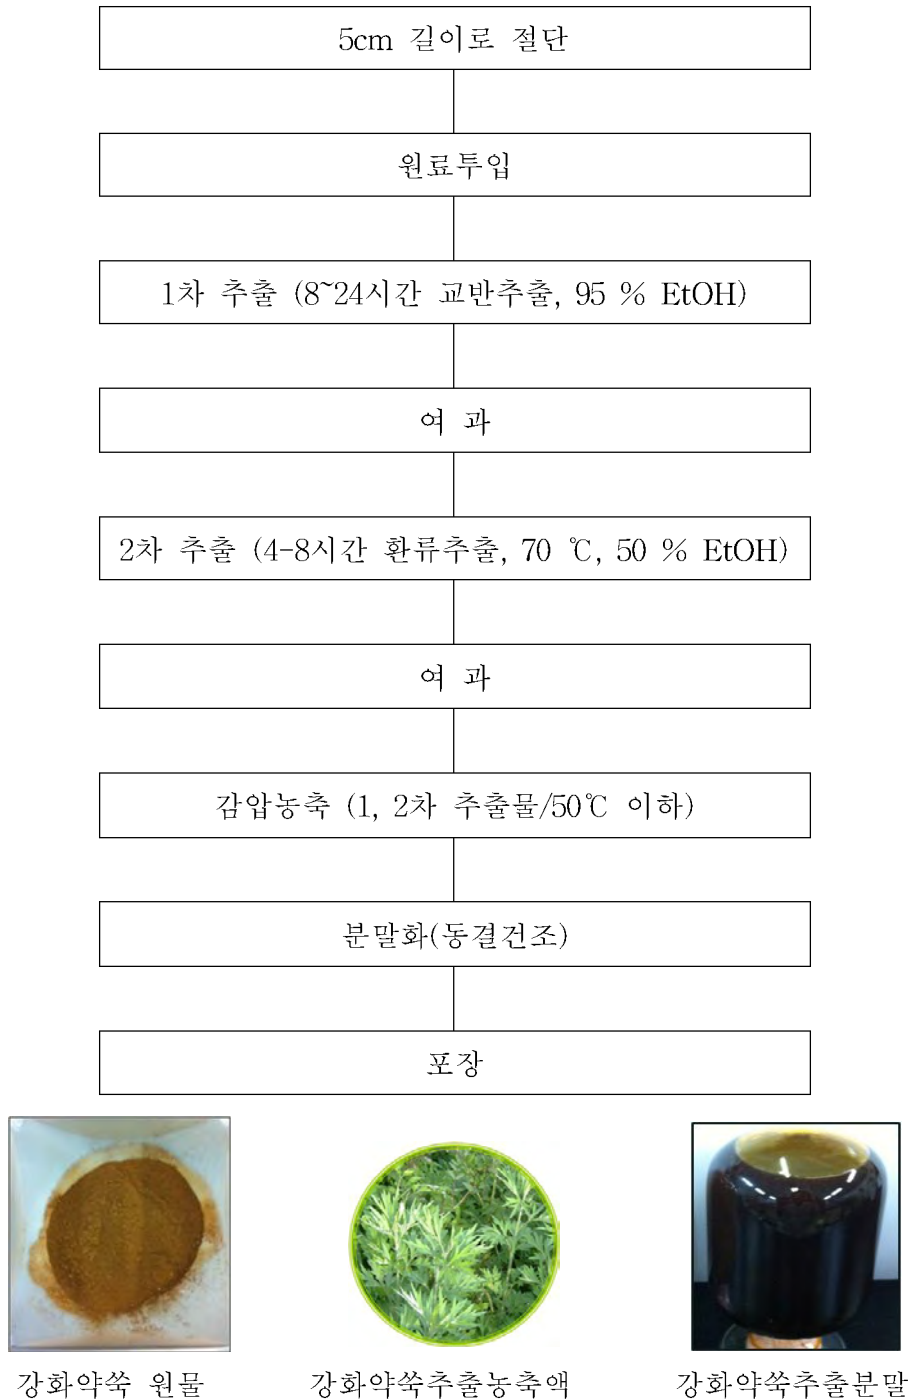 5cm 길이로 절단
원료투입
1차 추출 (8~24시간 교반추출, 95 % EtOH)
여 과
2차 추출 (4-8시간 환류추출, 70 ℃, 50 % EtOH)
여 과
감압농축 (1, 2차 추출물/50℃ 이하)
분말화(동결건조)
포장
강화약쑥 원물
강화약쑥추출농축액
강화약쑥추출분말